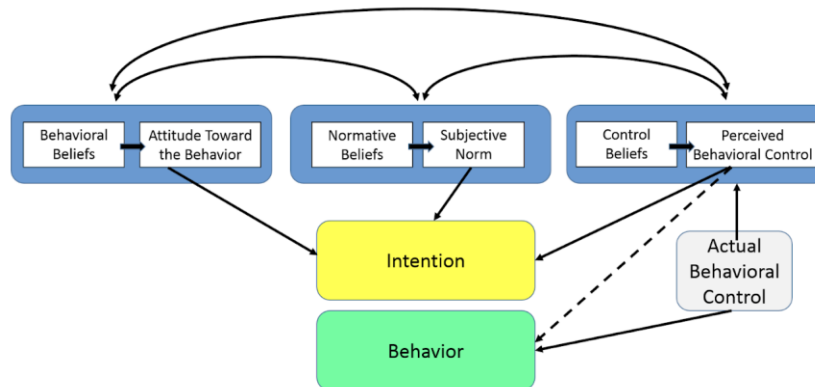 Behavioral
Beliefs
Attitude Toward
the Behavior
Normative
Beliefs
Subjective
Norm
Control
Beliefs
Perceived
Behavioral Control
Intention
Actual
Behavioral
Control
Behavior